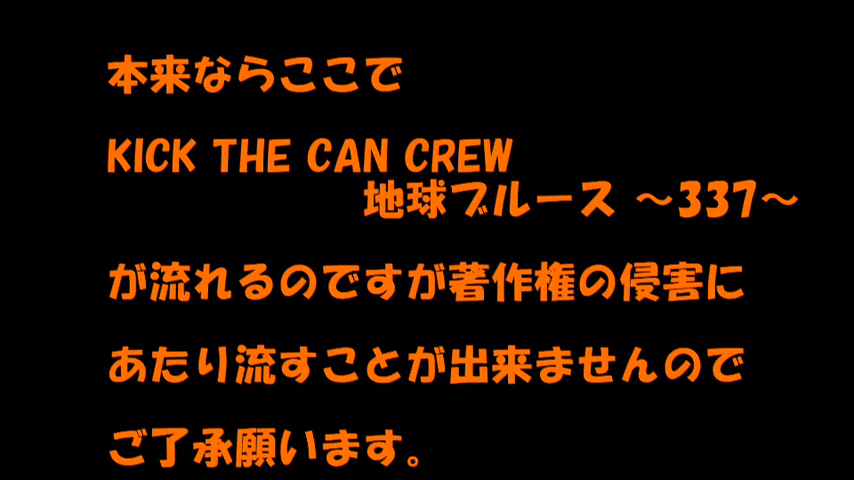 本来ならここで
KICK THE CAN CREW
地球ブルース ～337～
が流れるのですが著作権の侵害に
あたり流すことが出来ませんので
ご了承願います。